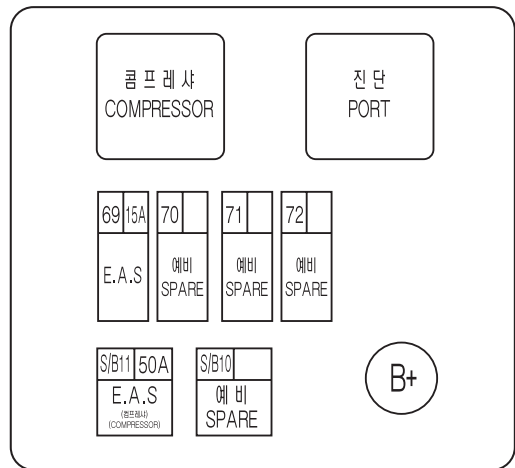 콤프레샤
COMPRESSOR
진단
PORT
69 15A
E.A.S
70
예비
SPARE
71
예비
SPARE
72
예비
SPARE
S/B11 50A
E.A.S
(컴프레샤)
(COMPRESSOR)
S/B10
예비
SPARE
B+